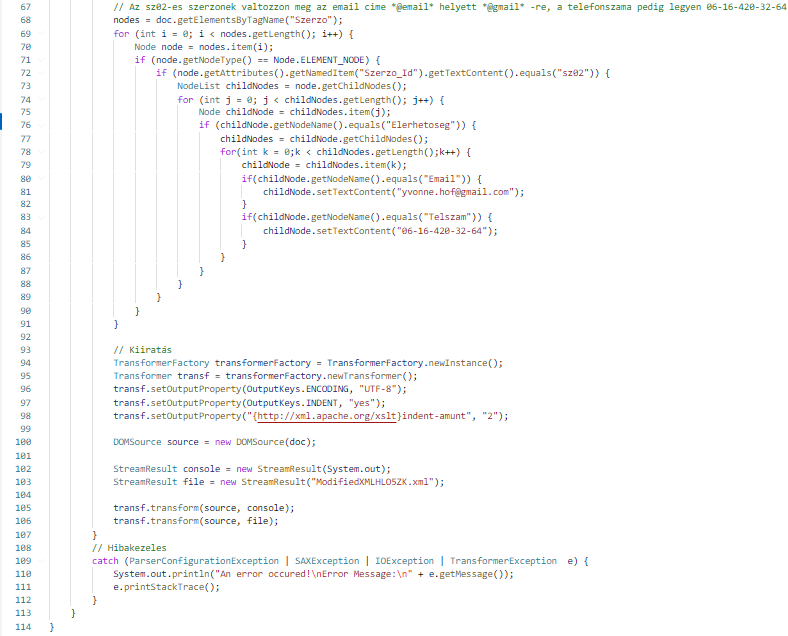 67 // Az sz02-es szerzonek valtozzon meg az email cime *@email* helyett *@gmail* -re, a telefonszama pedig legyen 06-16-420-32-64
68 nodes = doc.getElementsByTagName("Szerzo");
69 for (int i = 0; i < nodes.getLength(); i++) {
70 Node node = nodes.item(i);
71 if (node.getNodeType() == Node.ELEMENT_NODE) {
72 if (node.getAttributes().getNamedItem("Szerzo_Id").getTextContent().equals("sz02")) {
73 NodeList childNodes = node.getChildNodes();
74 for (int j = 0; j < childNodes.getLength(); j++) {
75 Node childNode = childNodes.item(j);
76 if (childNode.getNodeName().equals("Elerhetoseg")) {
77 childNodes = childNode.getChildNodes();
78 for(int k = 0;k < childNodes.getLength();k++) {
79 childNode = childNodes.item(k);
80 if(childNode.getNodeName().equals("Email")) {
81 childNode.setTextContent("yvonne.hof@gmail.com");
82 }
83 if(childNode.getNodeName().equals("Telszam")) {
84 childNode.setTextContent("06-16-420-32-64");
85 }
86 }
87 }
88 }
89 }
90 }
91 }
92
93 // Kiiratás
94 TransformerFactory transformerFactory = TransformerFactory.newInstance();
95 Transformer transf = transformerFactory.newTransformer();
96 transf.setOutputProperty(OutputKeys.ENCODING, "UTF-8");
97 transf.setOutputProperty(OutputKeys.INDENT, "yes");
98 transf.setOutputProperty("{http://xml.apache.org/xslt}indent-amunt", "2");
99
100 DOMSource source = new DOMSource(doc);
101
102 StreamResult console = new StreamResult(System.out);
103 StreamResult file = new StreamResult("ModifiedXMLHLO5ZK.xml");
104
105 transf.transform(source, console);
106 transf.transform(source, file);
107 }
108 // Hibakezeles
109 catch (ParserConfigurationException | SAXException | IOException | TransformerException e) {
110 System.out.println("An error occured!\nError Message:\n" + e.getMessage());
111 e.printStackTrace();
112 }
113 }
114 }